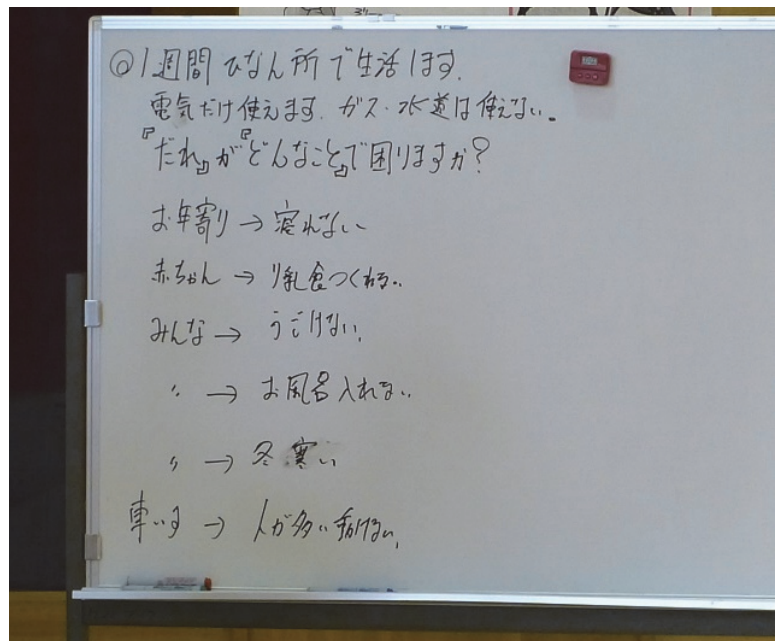 ◎1週間 ひなん所で生活します.
電気だけ使えます. ガス・水道は使えない。
『だれ』が『どんなこと』で困りますか?
お年割り → 寝れない
赤ちゃん → リ乳食つくれない.
みんな → うごけない.
〃 → お風呂入れない.
〃 → 冬寒い
車いす → 人が多い動けない.